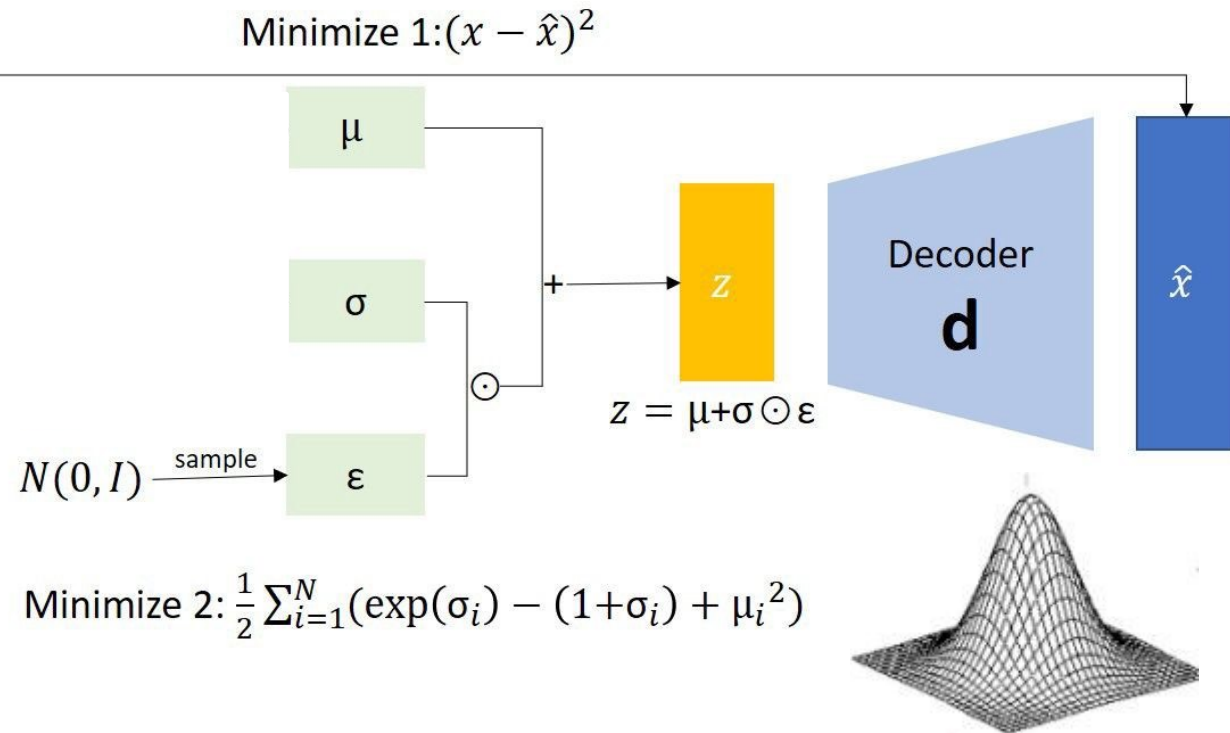 Minimize 1:(x − x̂)²
μ
σ
+
z
Decoder
d
x̂
⊙
z = μ+σ⊙ε
N(0, I)
sample
ε
Minimize 2: ½ ∑ᵢ₌₁ᴺ(exp(σᵢ) − (1+σᵢ) + μᵢ²)